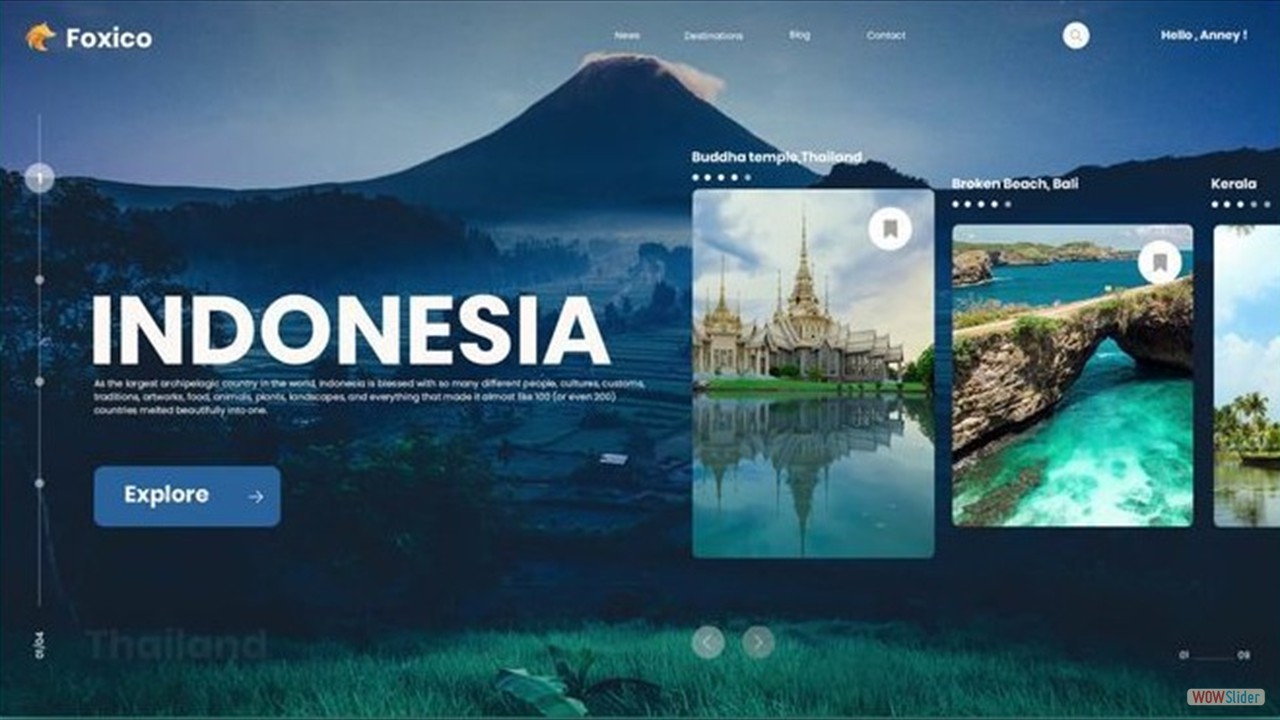 Foxico
News
Destinations
Blog
Contact
Hello , Anney !
1
Buddha temple,Thailand
Broken Beach, Bali
Kerala
INDONESIA
As the largest archipelagic country in the world, Indonesia is blessed with so many different people, cultures, customs,
traditions, artworks, food, animals, plants, landscapes, and everything that made it almost like 100 (or even 200)
countries melted beautifully into one.
Explore
01/04
Thailand
01
WOWSlider